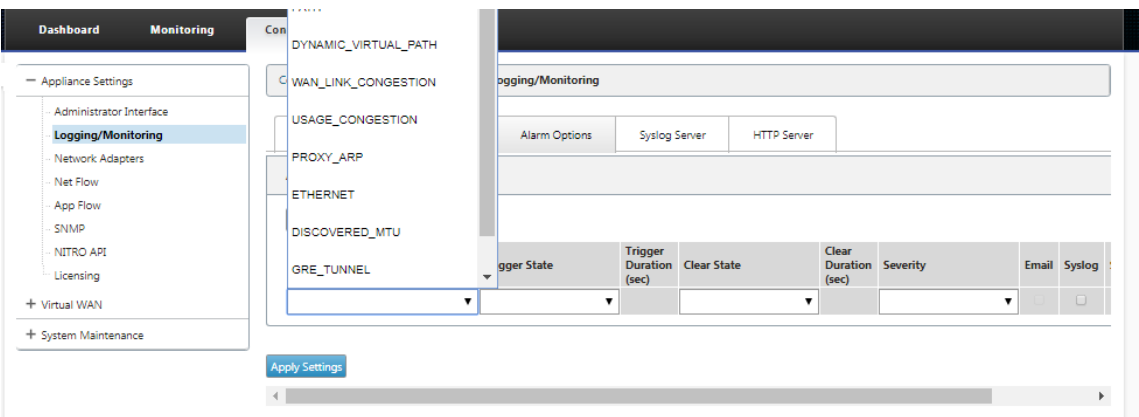 Dashboard
Monitoring
Con
DYNAMIC_VIRTUAL_PATH
WAN_LINK_CONGESTION
USAGE_CONGESTION
PROXY_ARP
ETHERNET
DISCOVERED_MTU
GRE_TUNNEL
Appliance Settings
Administrator Interface
Logging/Monitoring
Network Adapters
Net Flow
App Flow
SNMP
NITRO API
Licensing
Virtual WAN
System Maintenance
ogging/Monitoring
Alarm Options
Syslog Server
HTTP Server
gger State
Trigger
Duration
(sec)
Clear State
Clear
Duration
(sec)
Severity
Email
Syslog
Apply Settings